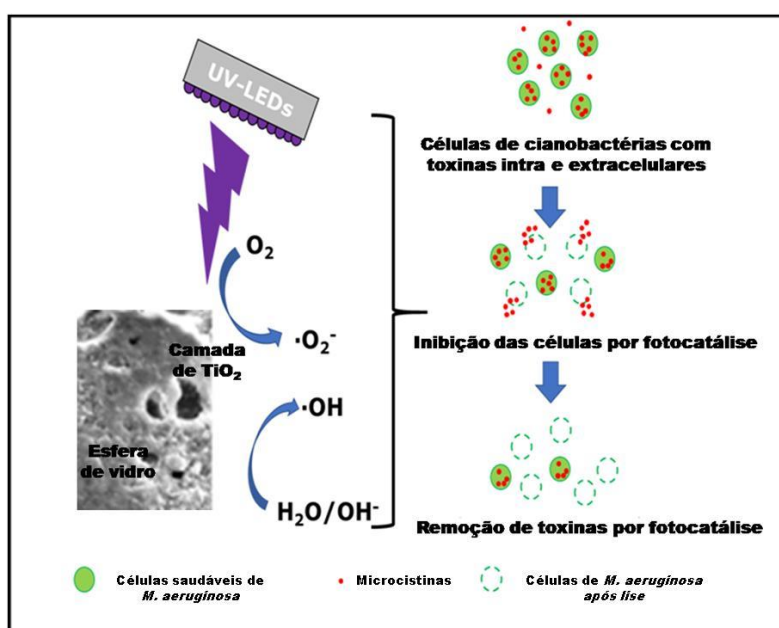 UV-LEDs
Células de cianobactérias com
toxinas intra e extracelulares
O₂
·O₂⁻
Camada
de TiO₂
Esfera
de vidro
·OH
H₂O/OH⁻
Inibição das células por fotocatálise
Remoção de toxinas por fotocatálise
Células saudáveis de
M. aeruginosa
Microcistinas
Células de M. aeruginosa
após lise